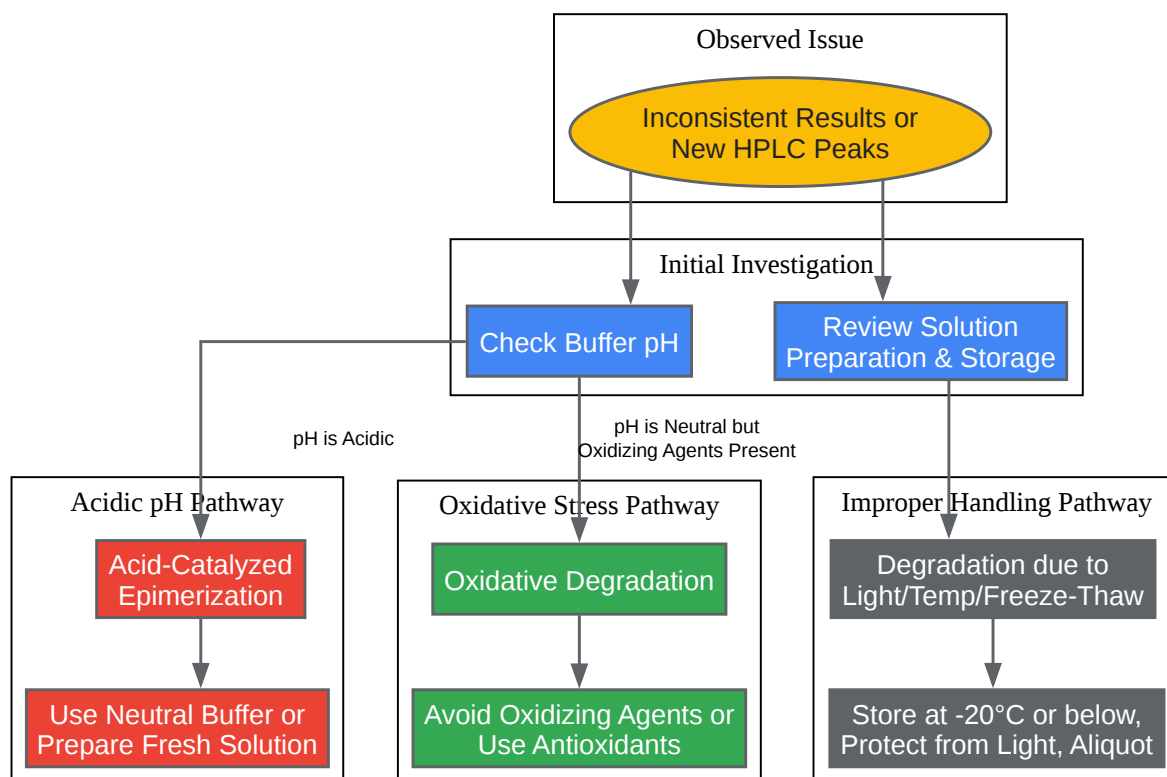 Observed Issue
Inconsistent Results or
New HPLC Peaks
Initial Investigation
Check Buffer pH
Review Solution
Preparation & Storage
pH is Acidic
pH is Neutral but
Oxidizing Agents Present
Acidic pH Pathway
Acid-Catalyzed
Epimerization
Use Neutral Buffer or
Prepare Fresh Solution
Oxidative Stress Pathway
Oxidative Degradation
Avoid Oxidizing Agents or
Use Antioxidants
Improper Handling Pathway
Degradation due to
Light/Temp/Freeze-Thaw
Store at -20°C or below,
Protect from Light, Aliquot